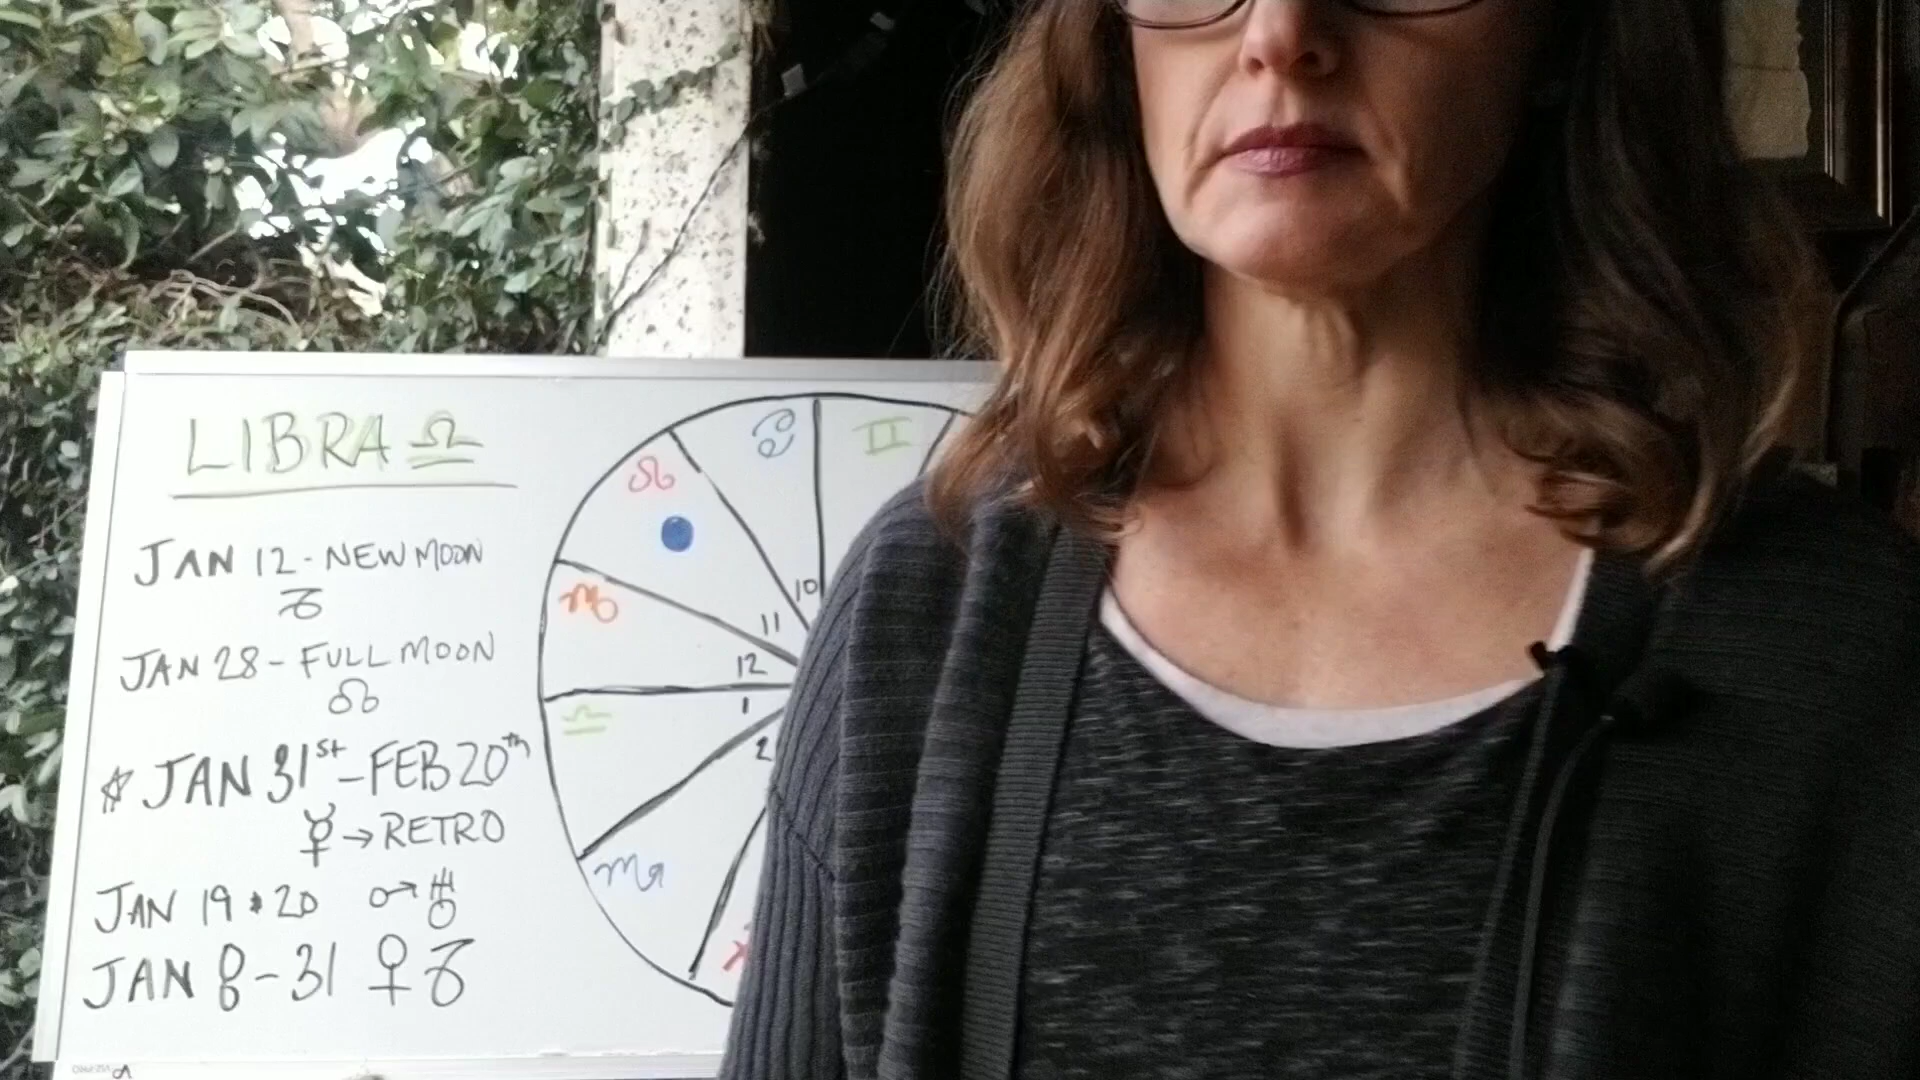 LIBRA ♎
JAN 12 - NEW MOON
♑
JAN 28 - FULL MOON
♌
☆ JAN 31st - FEB 20th
☿ → RETRO
JAN 19 & 20 ♂ ♅
JAN 8 - 31 ♀ ♑
♋ ♊
♌
♍
10
11
12
1
2
♎
♏